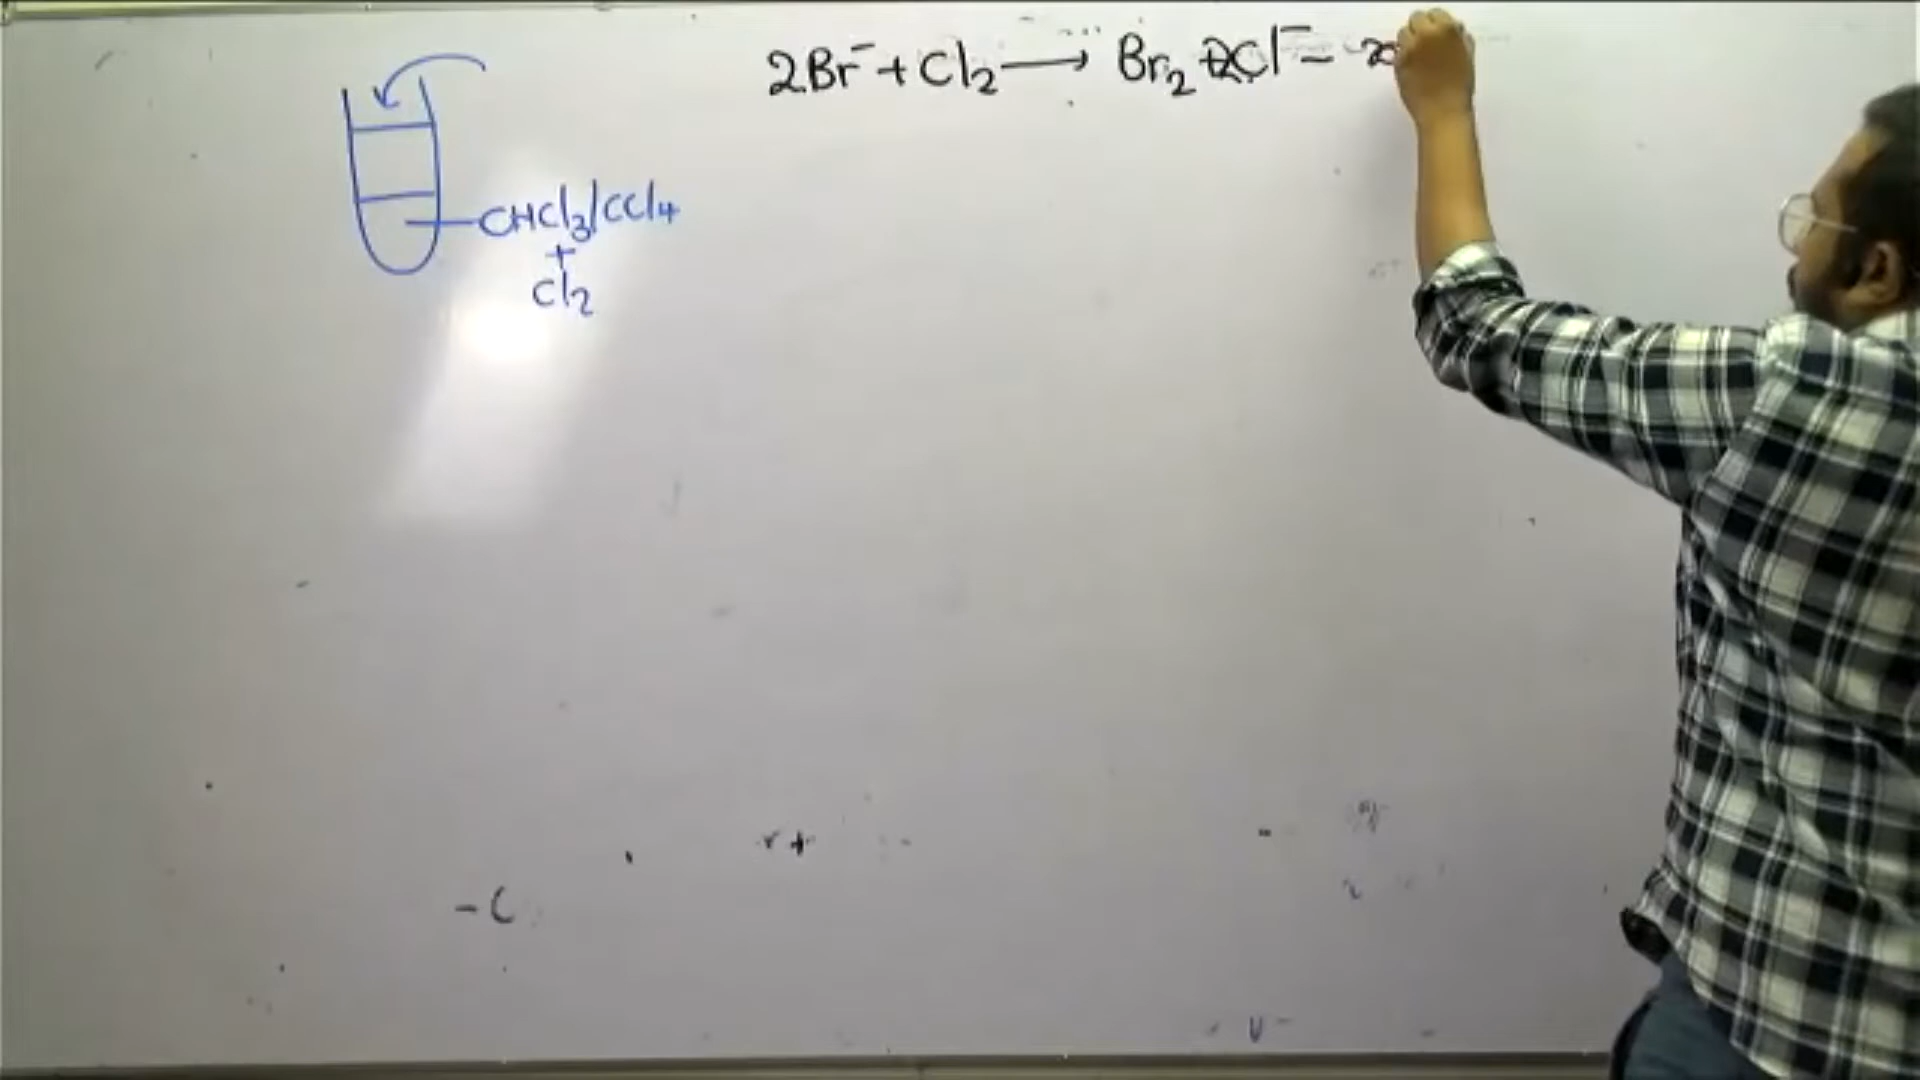 2Br⁻ + Cl₂ ⟶ Br₂ + 2Cl⁻ =
CHCl₃/CCl₄
+
Cl₂
- C